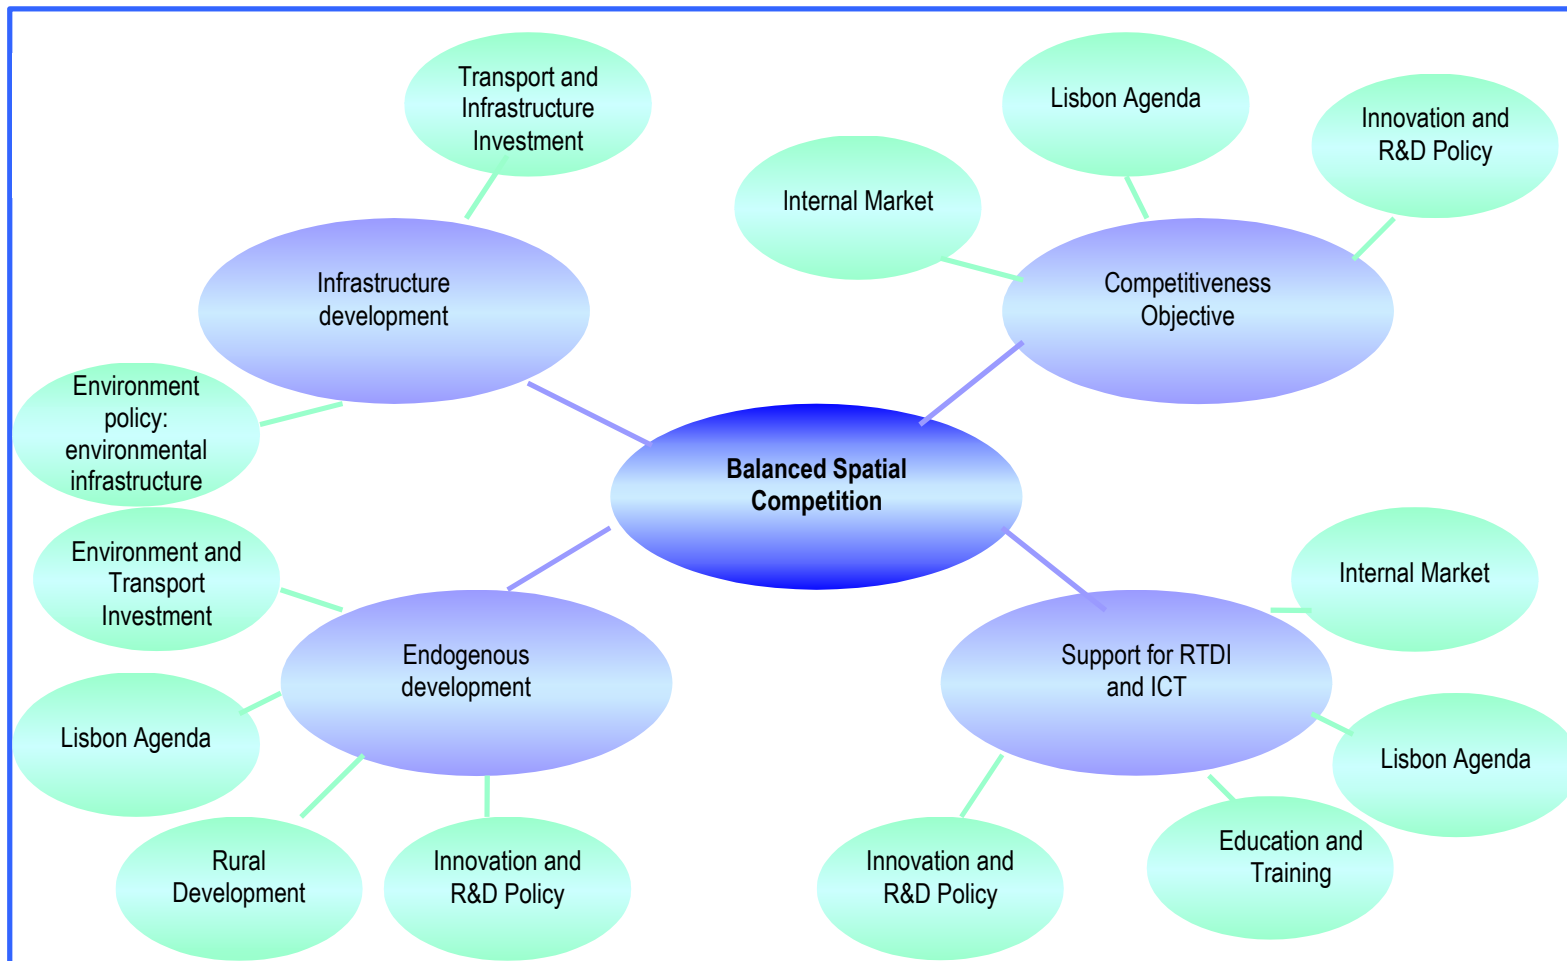 Transport and
Infrastructure
Investment
Lisbon Agenda
Innovation and
R&D Policy
Internal Market
Infrastructure
development
Competitiveness
Objective
Environment
policy:
environmental
infrastructure
Balanced Spatial
Competition
Environment and
Transport
Investment
Internal Market
Endogenous
development
Support for RTDI
and ICT
Lisbon Agenda
Lisbon Agenda
Rural
Development
Innovation and
R&D Policy
Innovation and
R&D Policy
Education and
Training